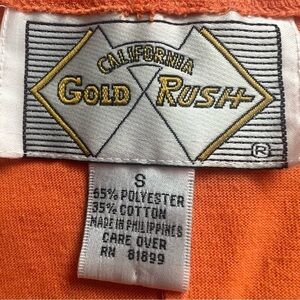 CALIFORNIA
GOLD RUSH
®
S
65% POLYESTER
35% COTTON
MADE IN PHILIPPINES
CARE OVER
RN 81899